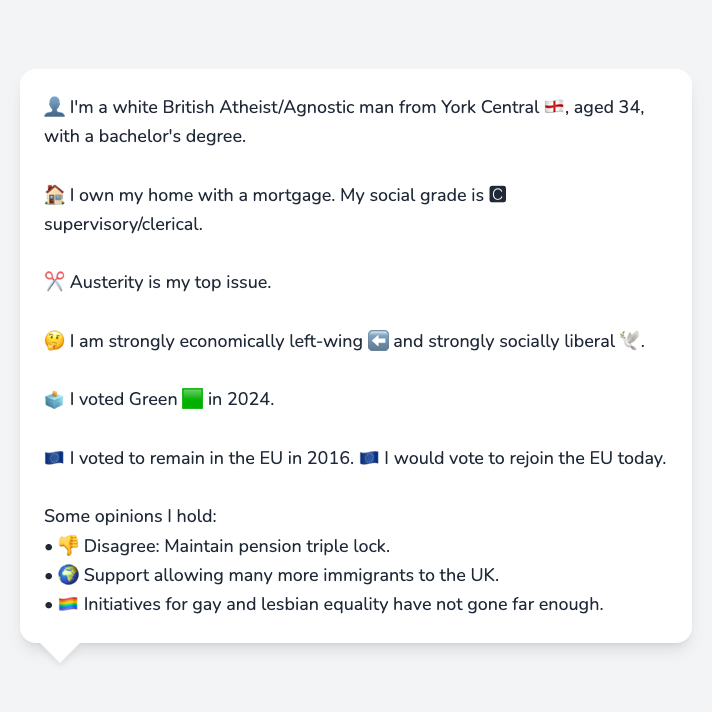 👤 I'm a white British Atheist/Agnostic man from York Central 🏴󠁧󠁢󠁥󠁮󠁧󠁿, aged 34,
with a bachelor's degree.
🏠 I own my home with a mortgage. My social grade is 🅲
supervisory/clerical.
✂️ Austerity is my top issue.
🤔 I am strongly economically left-wing ⬅️ and strongly socially liberal 🕊️.
🗳️ I voted Green 🟩 in 2024.
🇪🇺 I voted to remain in the EU in 2016. 🇪🇺 I would vote to rejoin the EU today.
Some opinions I hold:
• 👎 Disagree: Maintain pension triple lock.
• 🌍 Support allowing many more immigrants to the UK.
• 🏳️‍🌈 Initiatives for gay and lesbian equality have not gone far enough.